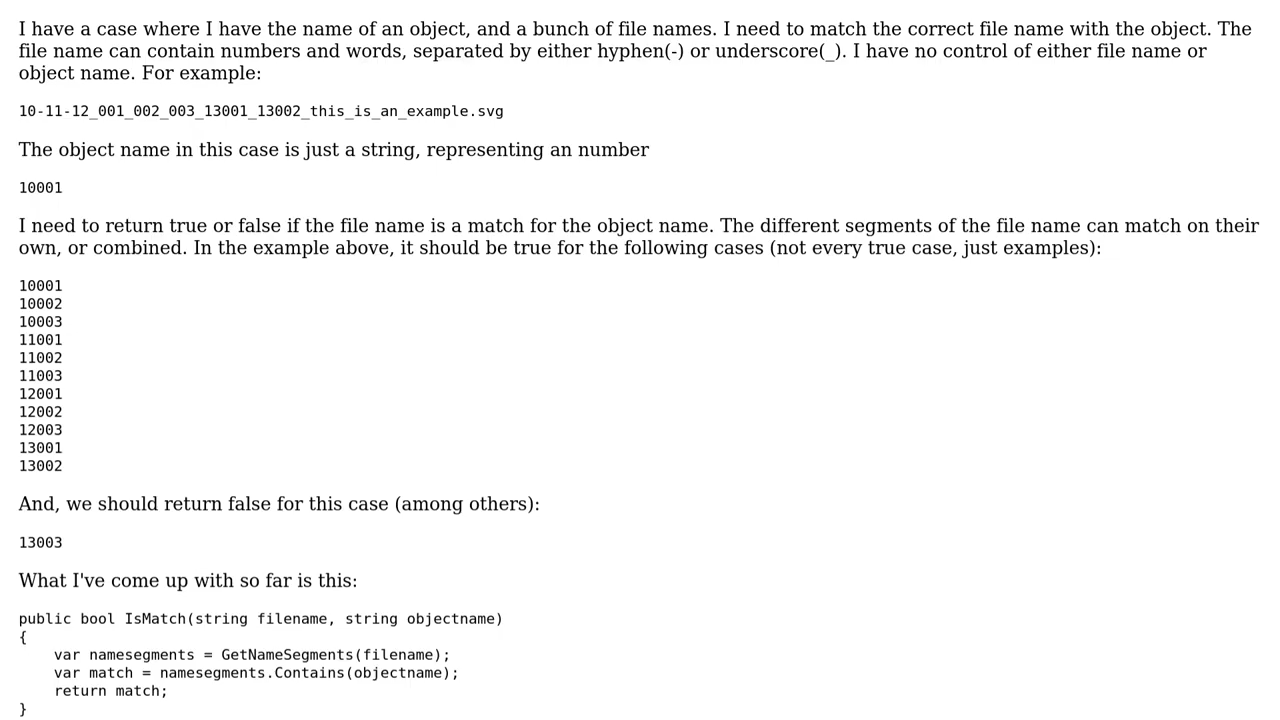 I have a case where I have the name of an object, and a bunch of file names. I need to match the correct file name with the object. The
file name can contain numbers and words, separated by either hyphen(-) or underscore(_). I have no control of either file name or
object name. For example:
10-11-12_001_002_003_13001_13002_this_is_an_example.svg
The object name in this case is just a string, representing an number
10001
I need to return true or false if the file name is a match for the object name. The different segments of the file name can match on their
own, or combined. In the example above, it should be true for the following cases (not every true case, just examples):
10001
10002
10003
11001
11002
11003
12001
12002
12003
13001
13002
And, we should return false for this case (among others):
13003
What I've come up with so far is this:
public bool IsMatch(string filename, string objectname)
{
    var namesegments = GetNameSegments(filename);
    var match = namesegments.Contains(objectname);
    return match;
}